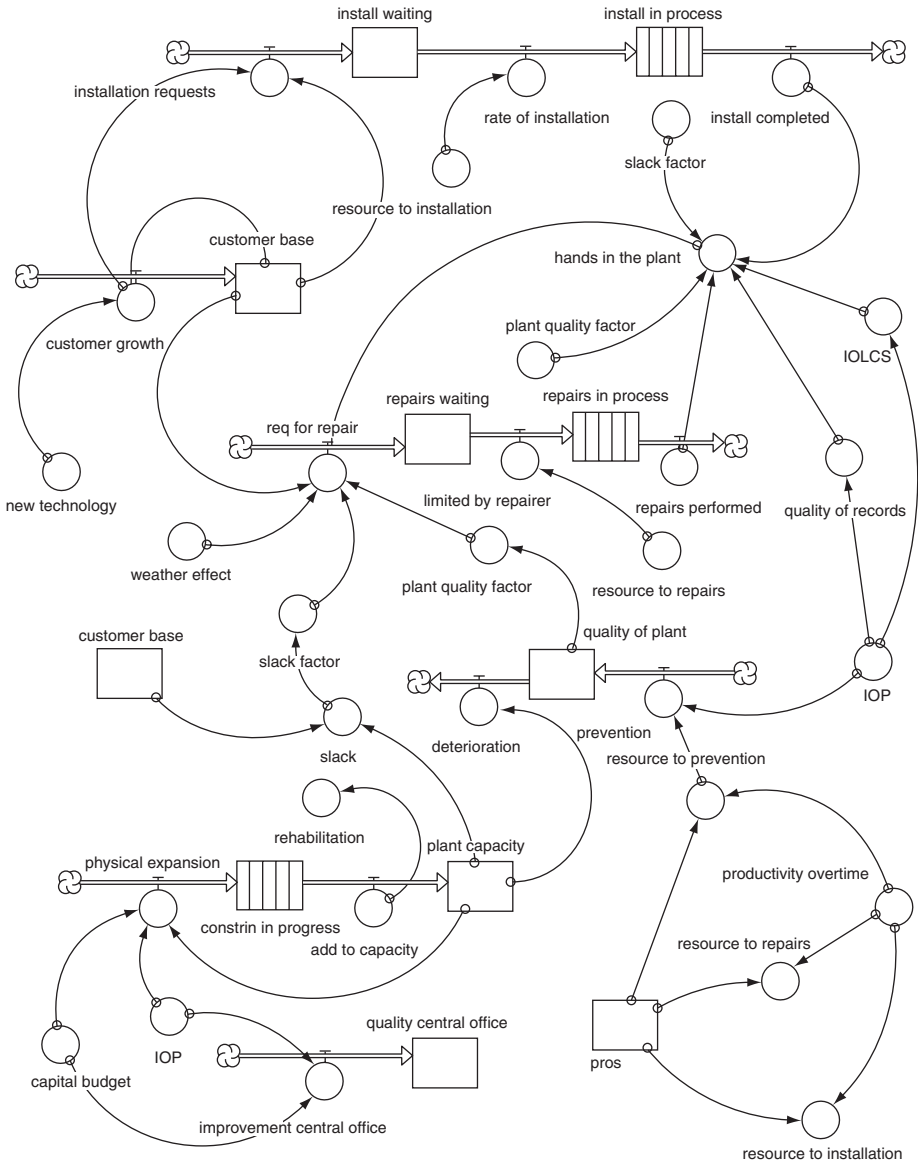 install waiting
install in process
installation requests
rate of installation
install completed
slack factor
resource to installation
customer base
hands in the plant
plant quality factor
customer growth
IOLCS
repairs waiting
repairs in process
req for repair
new technology
limited by repairer
repairs performed
quality of records
weather effect
plant quality factor
resource to repairs
customer base
quality of plant
slack factor
IOP
prevention
deterioration
slack
resource to prevention
rehabilitation
plant capacity
physical expansion
productivity overtime
constrin in progress
add to capacity
resource to repairs
quality central office
IOP
pros
capital budget
improvement central office
resource to installation